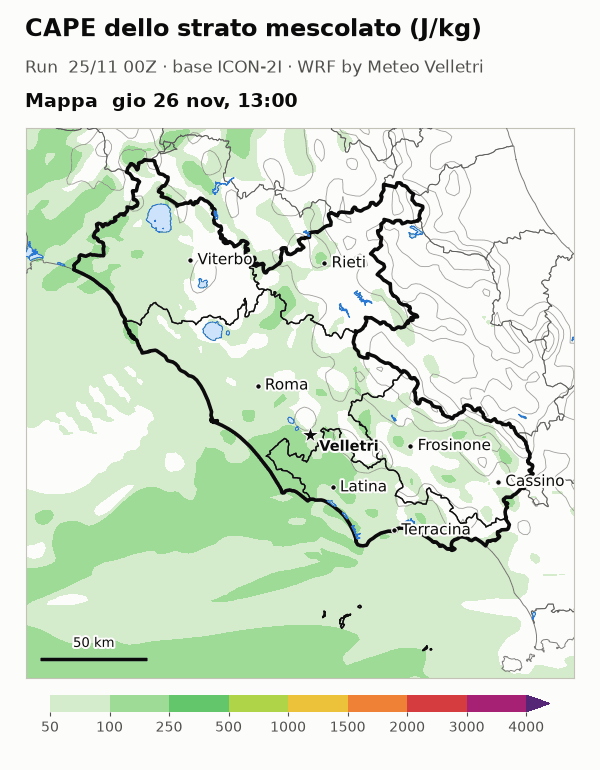 CAPE dello strato mescolato (J/kg)
Run  25/11 00Z · base ICON-2I · WRF by Meteo Velletri
Mappa  gio 26 nov, 13:00
Viterbo
Rieti
Roma
Velletri
Frosinone
Cassino
Latina
Terracina
50 km
50 100 250 500 1000 1500 2000 3000 4000